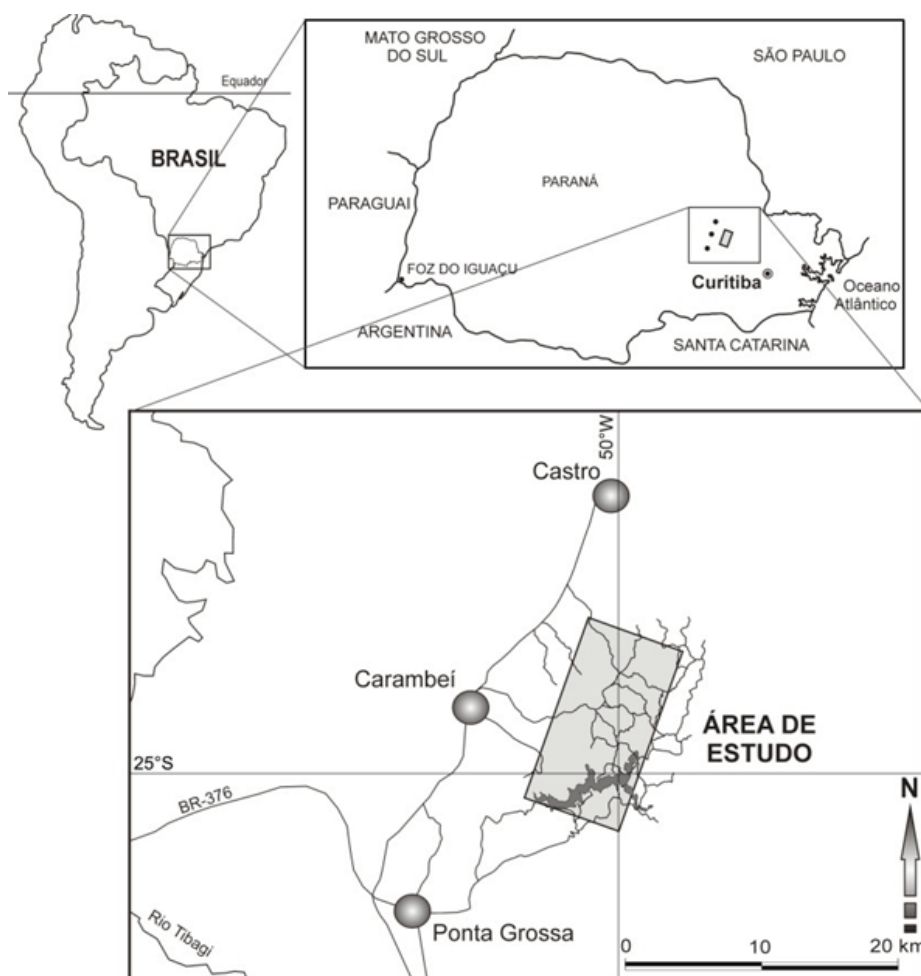 Equador
BRASIL
MATO GROSSO
DO SUL
SÃO PAULO
PARANÁ
PARAGUAI
FOZ DO IGUAÇU
Curitiba
Oceano
Atlântico
ARGENTINA
SANTA CATARINA
50°W
Castro
Carambeí
ÁREA DE
ESTUDO
25°S
BR-376
N
Rio Tibagi
Ponta Grossa
0 10 20 km